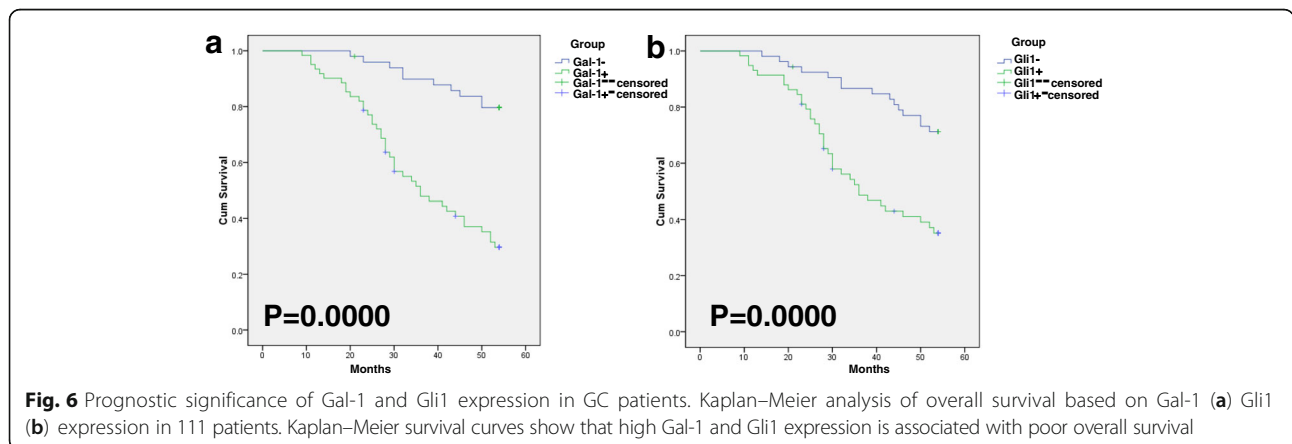 a
Group
Gal-1-
Gal-1+
Gal-1---censored
Gal-1+-censored
1.0
0.8
0.6
0.4
0.2
0.0
Cum Survival
P=0.0000
0 10 20 30 40 50 60
Months
b
Group
Gli1-
Gli1+
Gli1---censored
Gli1+-censored
1.0
0.8
0.6
0.4
0.2
0.0
Cum Survival
P=0.0000
0 10 20 30 40 50 60
Months
Fig. 6 Prognostic significance of Gal-1 and Gli1 expression in GC patients. Kaplan–Meier analysis of overall survival based on Gal-1 (a) Gli1
(b) expression in 111 patients. Kaplan–Meier survival curves show that high Gal-1 and Gli1 expression is associated with poor overall survival